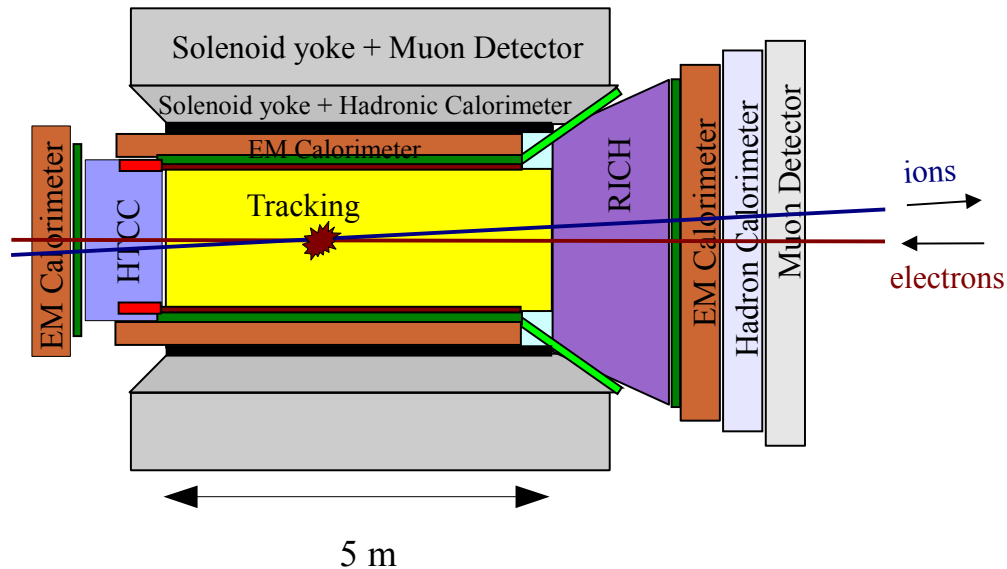 Solenoid yoke + Muon Detector
Solenoid yoke + Hadronic Calorimeter
EM Calorimeter
EM Calorimeter
HTCC
Tracking
RICH
EM Calorimeter
Hadron Calorimeter
Muon Detector
ions
electrons
5 m